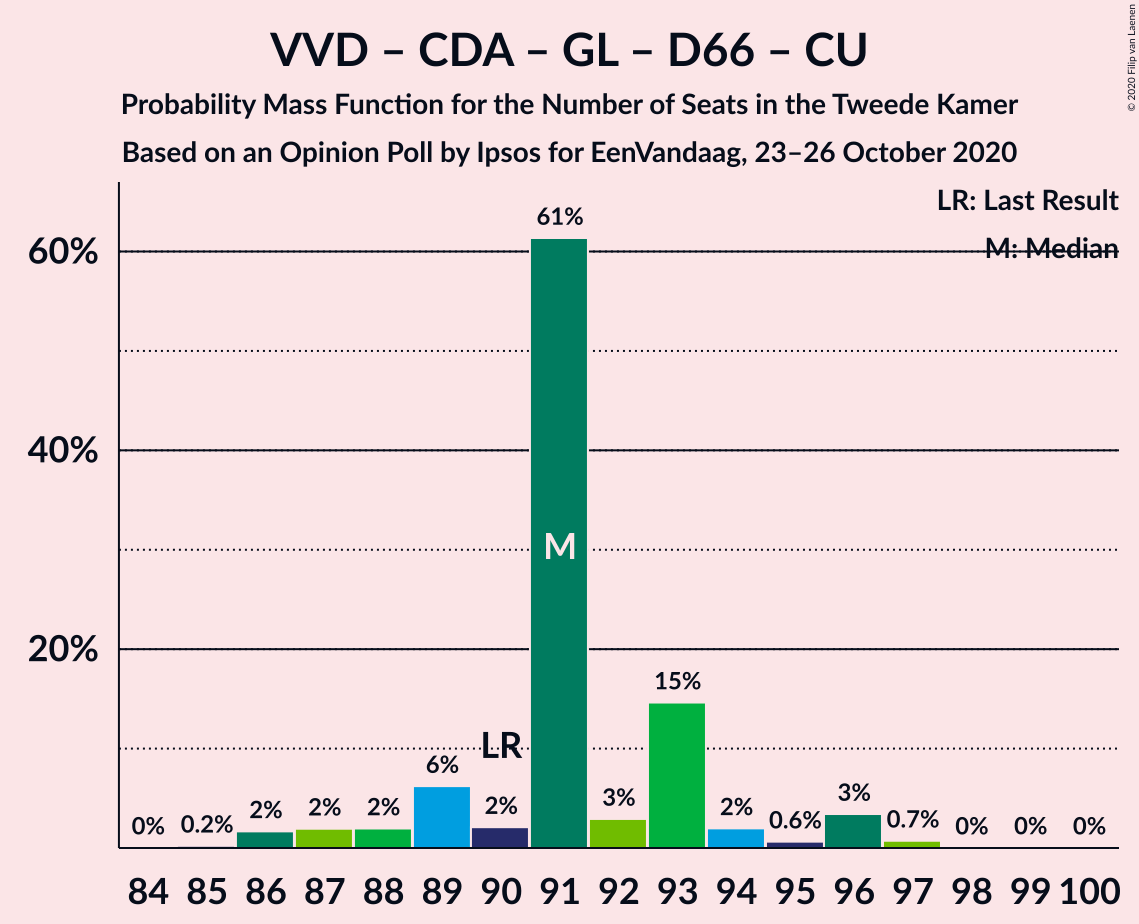 VVD – CDA – GL – D66 – CU
Probability Mass Function for the Number of Seats in the Tweede Kamer
Based on an Opinion Poll by Ipsos for EenVandaag, 23–26 October 2020
© 2020 Filip van Laenen
LR: Last Result
M: Median
60%
40%
20%
0% 0.2% 2% 2% 2% 6% 2% 61% 3% 15% 2% 0.6% 3% 0.7% 0% 0% 0%
LR
M
84 85 86 87 88 89 90 91 92 93 94 95 96 97 98 99 100